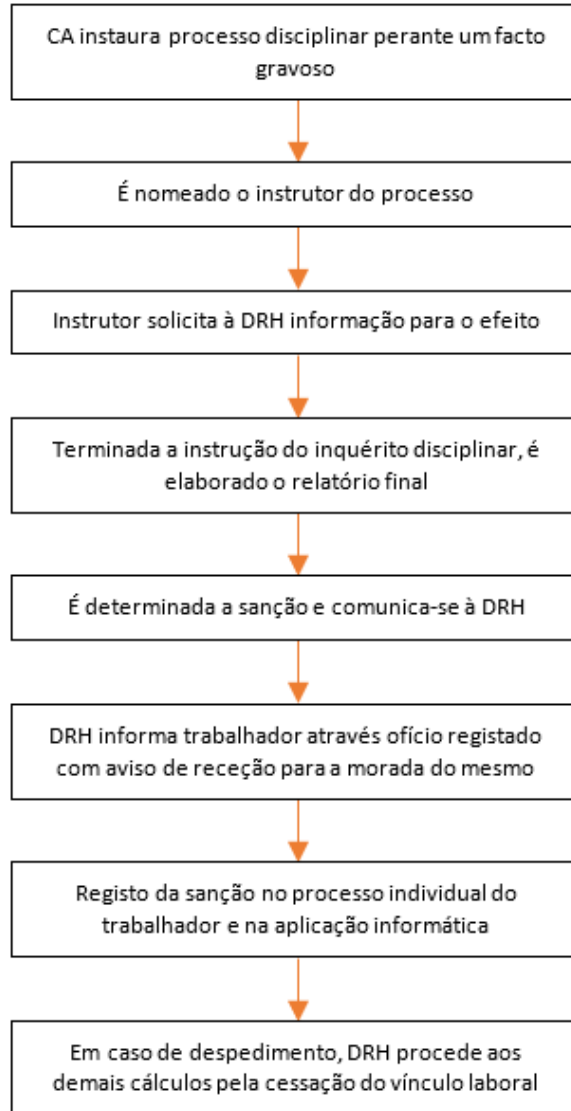 CA instaura processo disciplinar perante um facto
gravoso
É nomeado o instrutor do processo
Instrutor solicita à DRH informação para o efeito
Terminada a instrução do inquérito disciplinar, é
elaborado o relatório final
É determinada a sanção e comunica-se à DRH
DRH informa trabalhador através ofício registado
com aviso de receção para a morada do mesmo
Registo da sanção no processo individual do
trabalhador e na aplicação informática
Em caso de despedimento, DRH procede aos
demais cálculos pela cessação do vínculo laboral